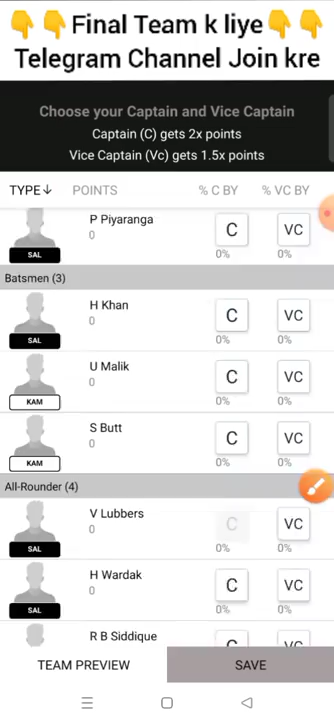 👇👇Final Team k liye👇👇
Telegram Channel Join kre
Choose your Captain and Vice Captain
Captain (C) gets 2x points
Vice Captain (Vc) gets 1.5x points
TYPE↓ POINTS % C BY % VC BY
P Piyaranga
0
C VC
SAL
0% 0%
Batsmen (3)
H Khan
0
C VC
SAL
0% 0%
U Malik
0
C VC
KAM
0% 0%
S Butt
0
C VC
KAM
0% 0%
All-Rounder (4)
V Lubbers
0
C VC
SAL
0% 0%
H Wardak
0
C VC
SAL
0% 0%
R B Siddique
C VC
TEAM PREVIEW SAVE